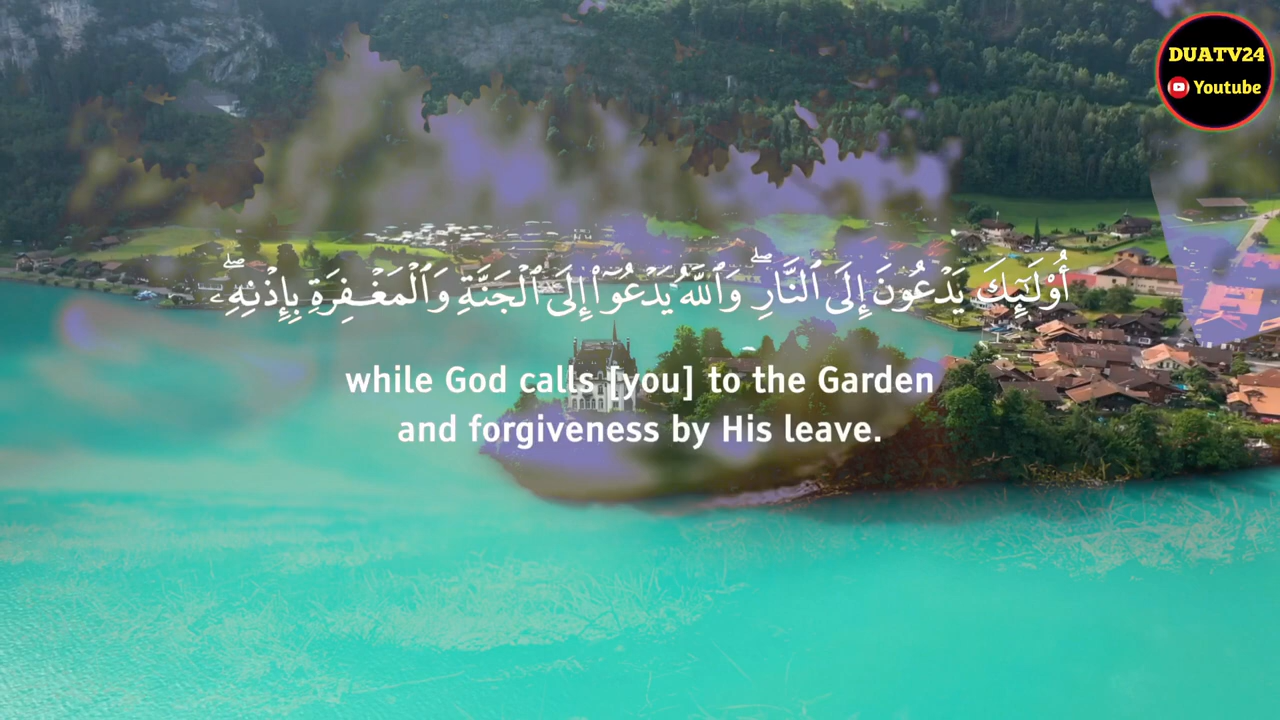 DUATV24
Youtube
أُو۟لَـٰٓئِكَ يَدْعُونَ إِلَى ٱلنَّارِ ۖ وَٱللَّهُ يَدْعُوٓا۟ إِلَى ٱلْجَنَّةِ وَٱلْمَغْفِرَةِ بِإِذْنِهِۦ ۖ
while God calls [you] to the Garden
and forgiveness by His leave.